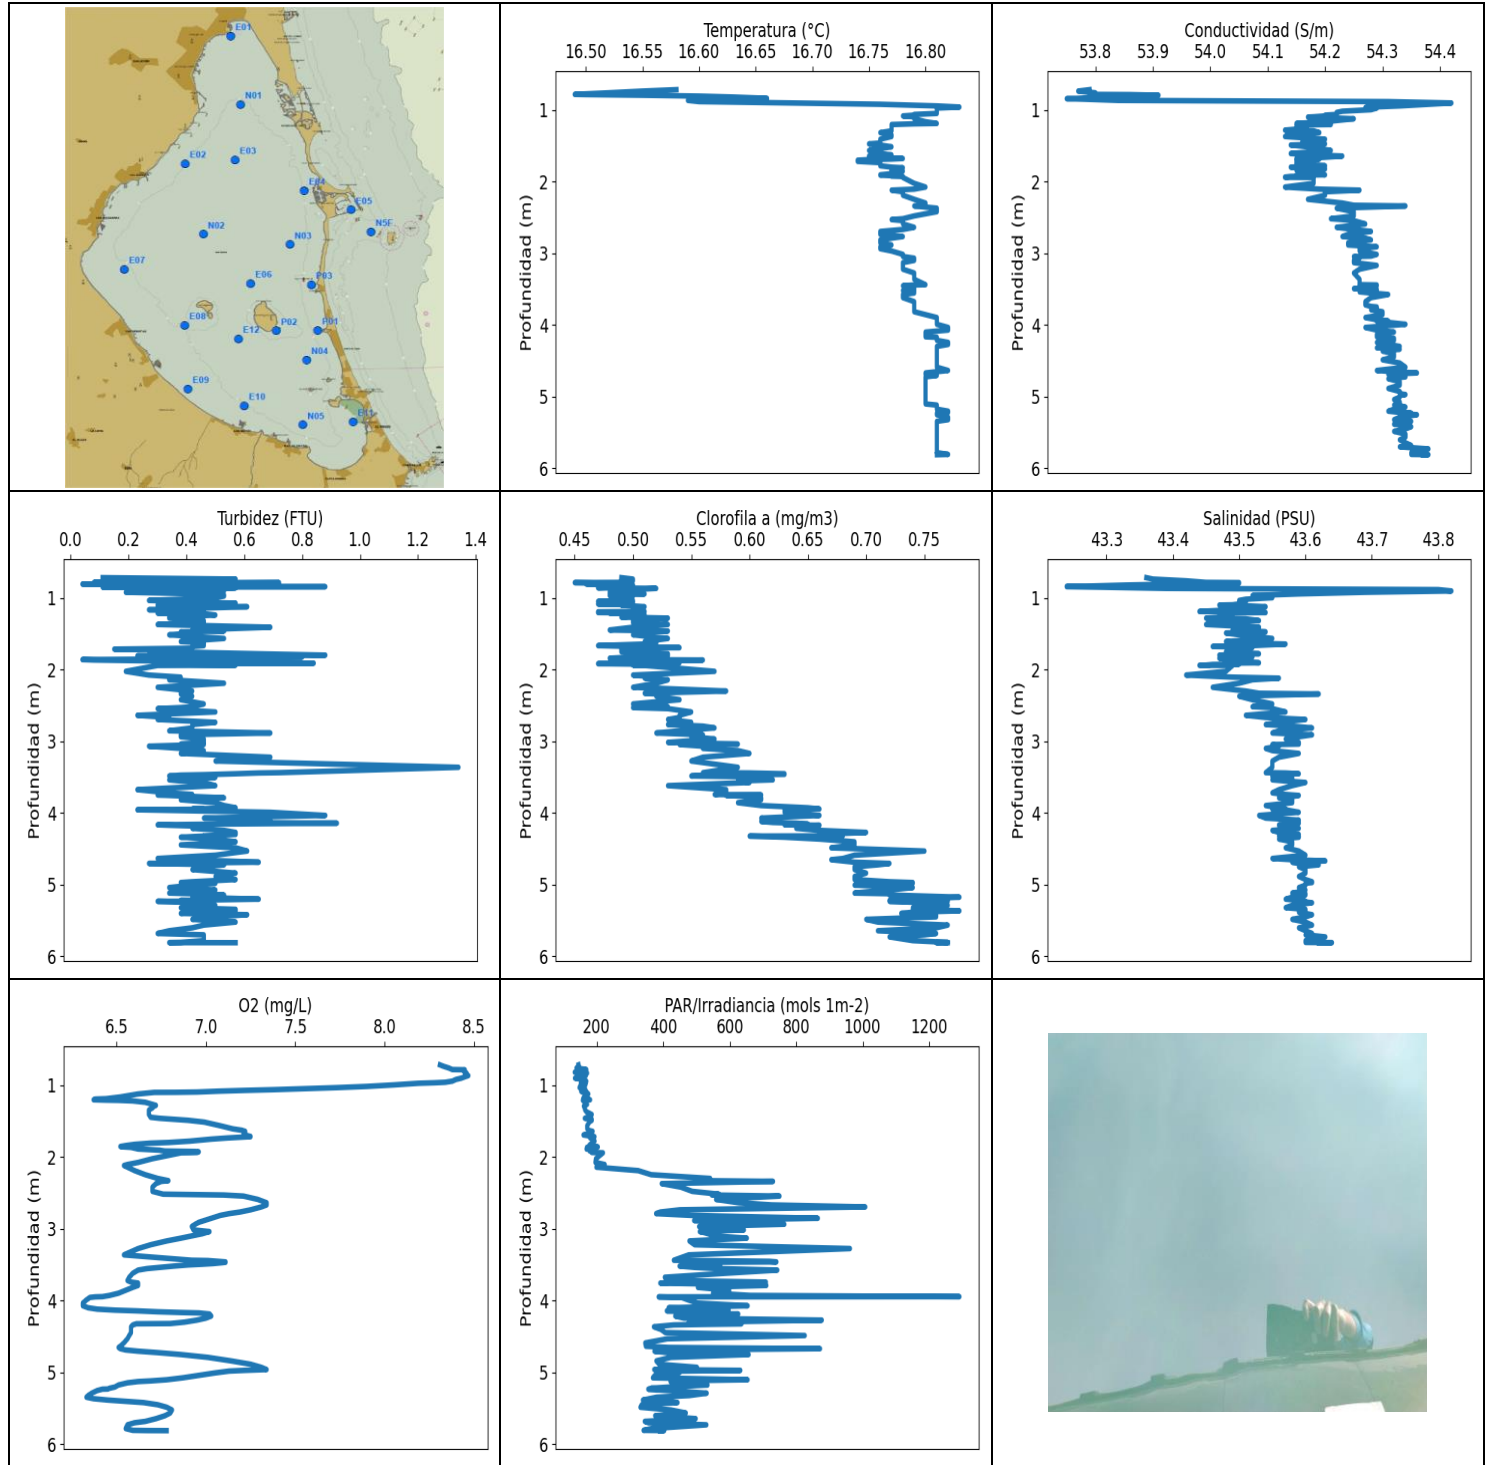 E01
N01
E02
E03
E04
E05
N5F
N02
N03
E07
E06
P03
E08
E12
P02
P01
N04
E09
E10
N05
E11
Temperatura (°C)
16.50 16.55 16.60 16.65 16.70 16.75 16.80
Profundidad (m)
1
2
3
4
5
6
Conductividad (S/m)
53.8 53.9 54.0 54.1 54.2 54.3 54.4
Profundidad (m)
1
2
3
4
5
6
Turbidez (FTU)
0.0 0.2 0.4 0.6 0.8 1.0 1.2 1.4
Profundidad (m)
1
2
3
4
5
6
Clorofila a (mg/m3)
0.45 0.50 0.55 0.60 0.65 0.70 0.75
Profundidad (m)
1
2
3
4
5
6
Salinidad (PSU)
43.3 43.4 43.5 43.6 43.7 43.8
Profundidad (m)
1
2
3
4
5
6
O2 (mg/L)
6.5 7.0 7.5 8.0 8.5
Profundidad (m)
1
2
3
4
5
6
PAR/Irradiancia (mols 1m-2)
200 400 600 800 1000 1200
Profundidad (m)
1
2
3
4
5
6